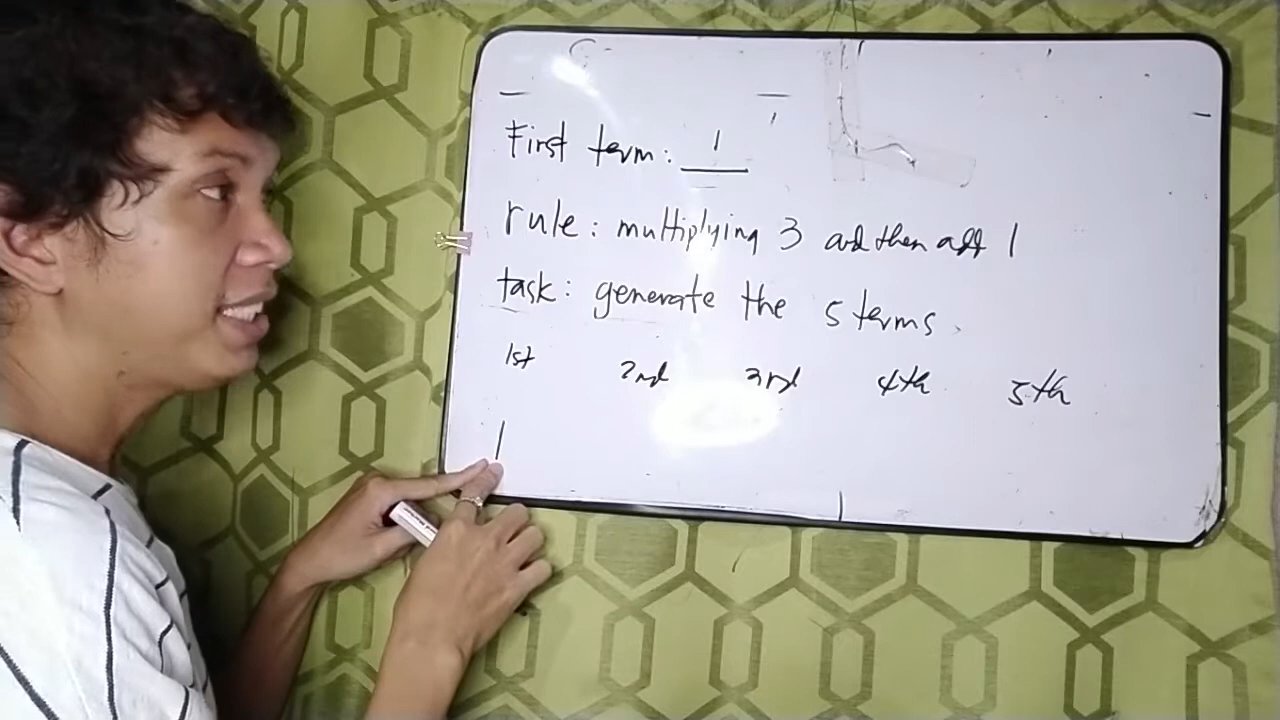 First term: 1
rule: multiplying 3 and then add 1
task: generate the 5 terms.
1st 2nd 3rd 4th 5th
1